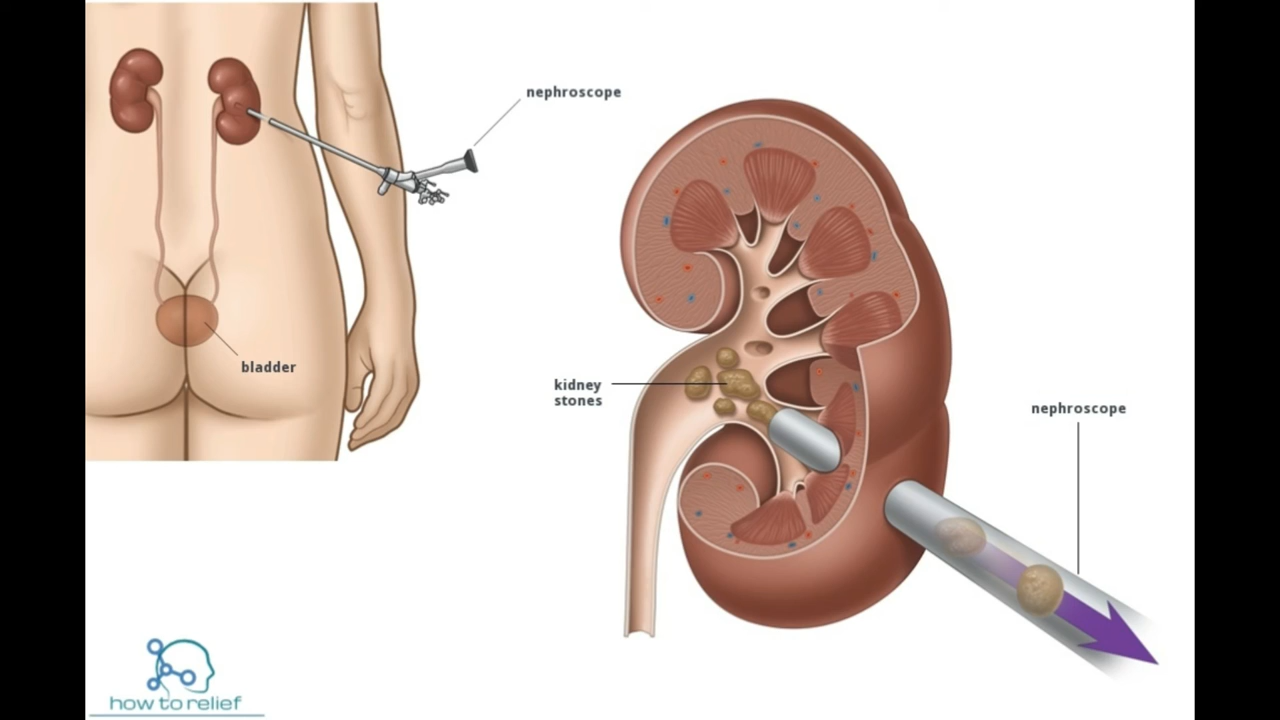 nephroscope
bladder
kidney
stones
nephroscope
how to relief